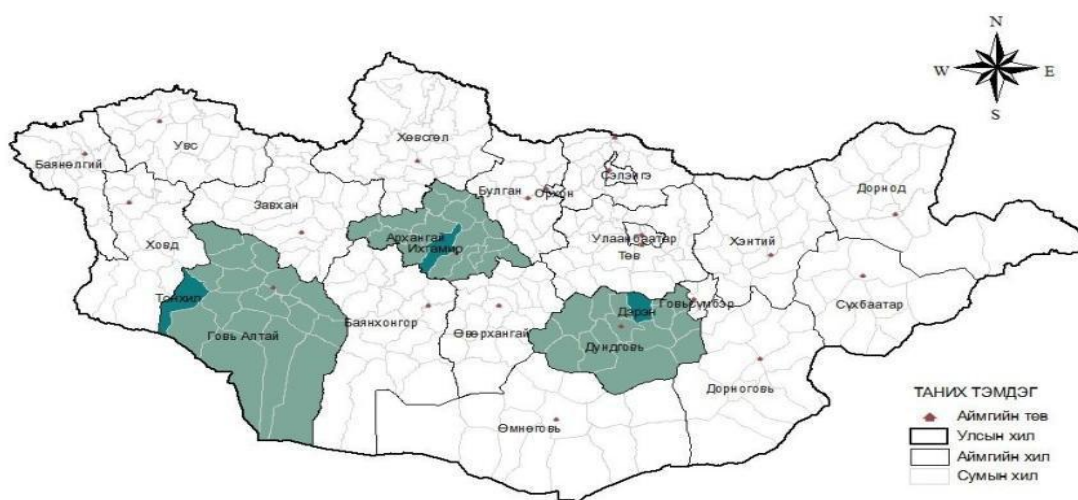 N
W E
S
Увс
Хөвсгөл
Баянөлгий
Завхан
Булган
Орхон
Сэлэнгэ
Дорнод
Ховд
Архангай
Ихтамир
Улаанбаатар
Төв
Хэнтий
Тонхил
Говь Алтай
Баянхонгор
Өвөрхангай
Дэрэн
Говьсүмбэр
Сүхбаатар
Дундговь
Дорноговь
Өмнөговь
ТАНИХ ТЭМДЭГ
Аймгийн төв
Улсын хил
Аймгийн хил
Сумын хил